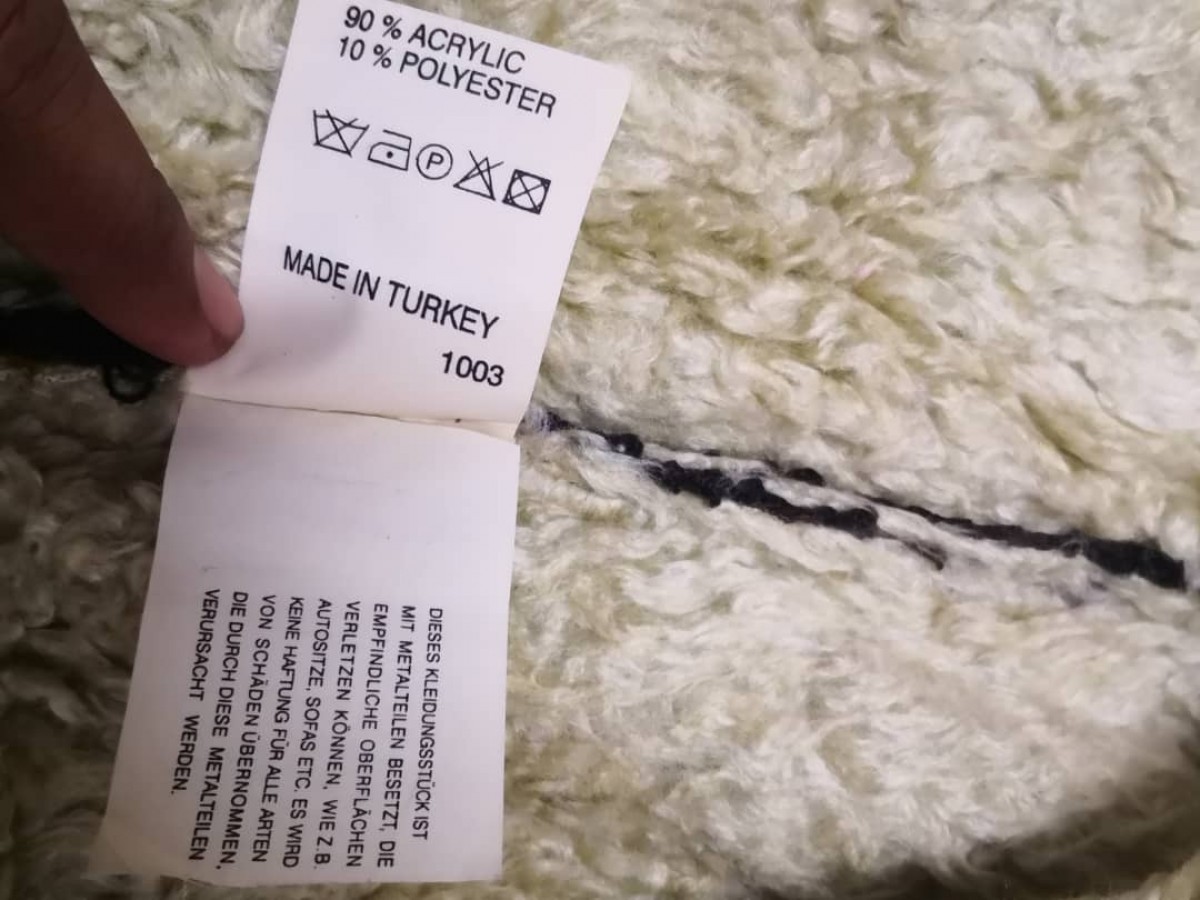 90 % ACRYLIC
10 % POLYESTER
P
MADE IN TURKEY
1003
DIESES KLEIDUNGSSTÜCK IST
MIT METALTEILEN BESETZT, DIE
EMPFINDLICHE OBERFLÄCHEN
VERLETZEN KÖNNEN, WIE Z.B.
AUTOSITZE, SOFAS ETC. ES WIRD
KEINE HAFTUNG FÜR ALLE ARTEN
VON SCHÄDEN ÜBERNOMMEN,
DIE DURCH DIESE METALTEILEN
VERURSACHT WERDEN.